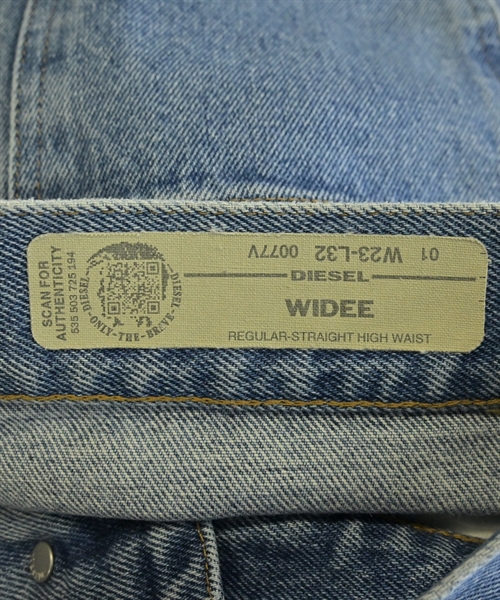 SCAN FOR
AUTHENTICITY
535 503 725 194
DIESEL
DIESEL
ONLY-THE-BRAVE
01 W23-L32 0077V
DIESEL
WIDEE
REGULAR-STRAIGHT HIGH WAIST